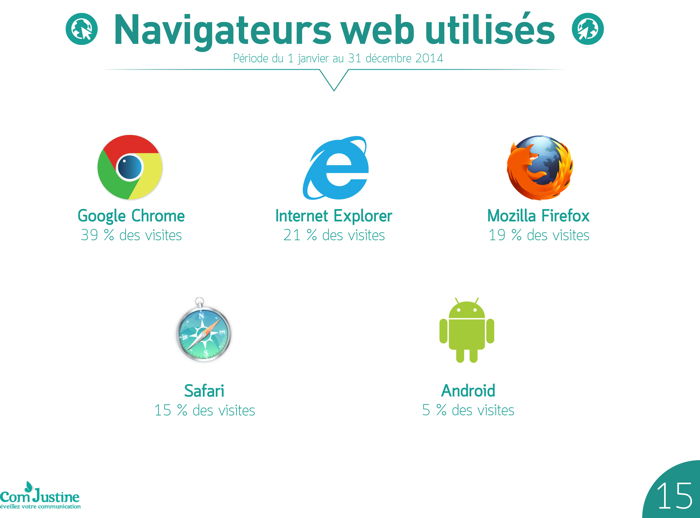 Navigateurs web utilisés
Période du 1 janvier au 31 décembre 2014
Google Chrome
39 % des visites
Internet Explorer
21 % des visites
Mozilla Firefox
19 % des visites
N
Safari
15 % des visites
Android
5 % des visites
Com'Justine
éveillez votre communication
15